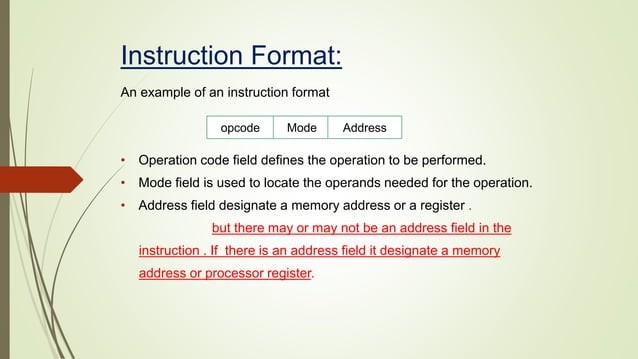 Instruction Format:
An example of an instruction format
opcode Mode Address
• Operation code field defines the operation to be performed.
• Mode field is used to locate the operands needed for the operation.
• Address field designate a memory address or a register .
but there may or may not be an address field in the
instruction . If there is an address field it designate a memory
address or processor register.